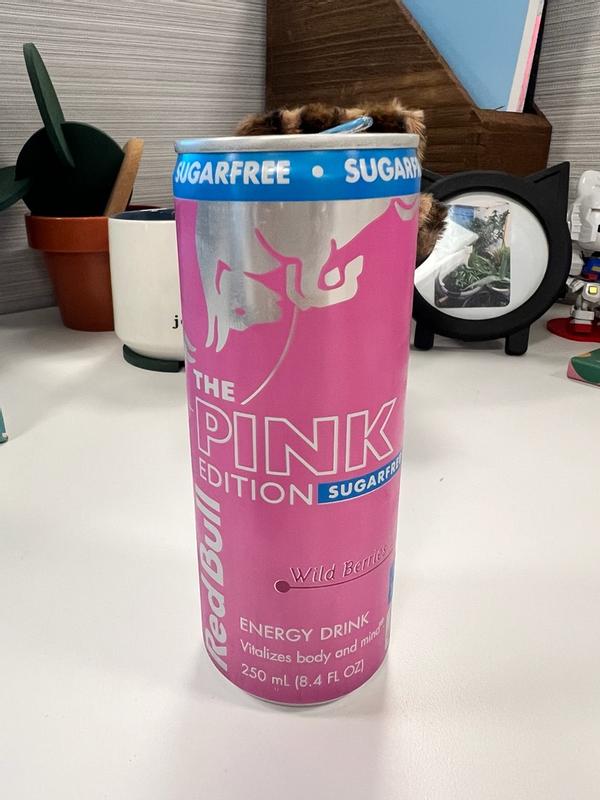 SUGARFREE • SUGARF
THE
PINK
EDITION
SUGARFREE
Red Bull
Wild Berries
ENERGY DRINK
Vitalizes body and mind®
250 mL (8.4 FL OZ)